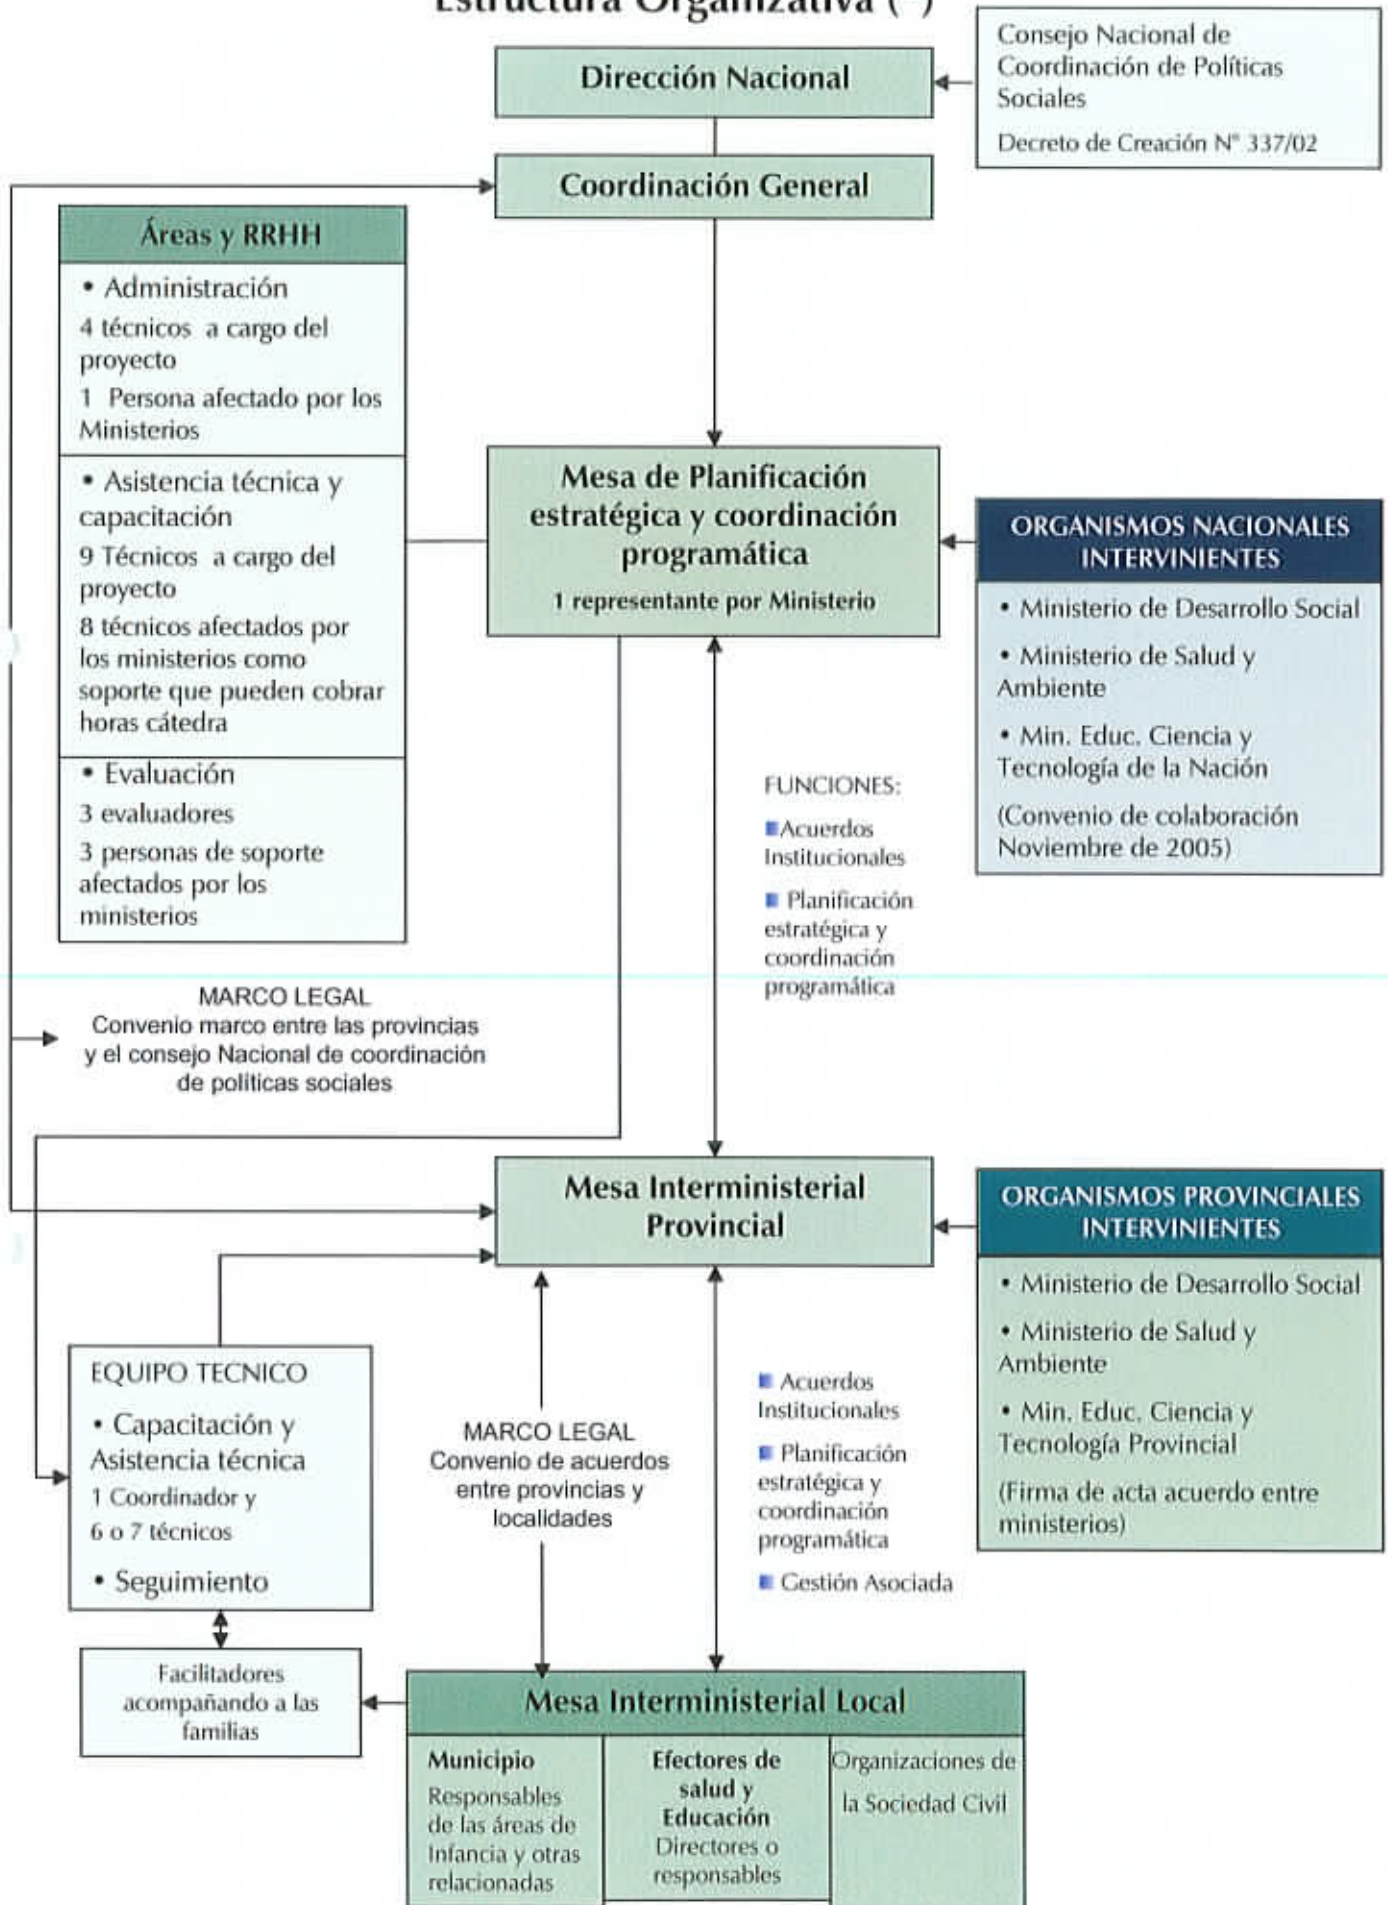 Estructura Organizativa (*)
Consejo Nacional de
Coordinación de Políticas
Sociales
Decreto de Creación N° 337/02
Dirección Nacional
Coordinación General
Áreas y RRHH
• Administración
4 técnicos a cargo del
proyecto
1 Persona afectado por los
Ministerios
• Asistencia técnica y
capacitación
9 Técnicos a cargo del
proyecto
8 técnicos afectados por
los ministerios como
soporte que pueden cobrar
horas cátedra
• Evaluación
3 evaluadores
3 personas de soporte
afectados por los
ministerios
Mesa de Planificación
estratégica y coordinación
programática
1 representante por Ministerio
ORGANISMOS NACIONALES
INTERVINIENTES
• Ministerio de Desarrollo Social
• Ministerio de Salud y
Ambiente
• Min. Educ. Ciencia y
Tecnología de la Nación
(Convenio de colaboración
Noviembre de 2005)
FUNCIONES:
Acuerdos
Institucionales
Planificación
estratégica y
coordinación
programática
MARCO LEGAL
Convenio marco entre las provincias
y el consejo Nacional de coordinación
de políticas sociales
Mesa Interministerial
Provincial
ORGANISMOS PROVINCIALES
INTERVINIENTES
• Ministerio de Desarrollo Social
• Ministerio de Salud y
Ambiente
• Min. Educ. Ciencia y
Tecnología Provincial
(Firma de acta acuerdo entre
ministerios)
EQUIPO TECNICO
• Capacitación y
Asistencia técnica
1 Coordinador y
6 o 7 técnicos
• Seguimiento
MARCO LEGAL
Convenio de acuerdos
entre provincias y
localidades
Acuerdos
Institucionales
Planificación
estratégica y
coordinación
programática
Gestión Asociada
Facilitadores
acompañando a las
familias
Mesa Interministerial Local
Municipio
Responsables
de las áreas de
Infancia y otras
relacionadas
Efectores de
salud y
Educación
Directores o
responsables
Organizaciones de
la Sociedad Civil